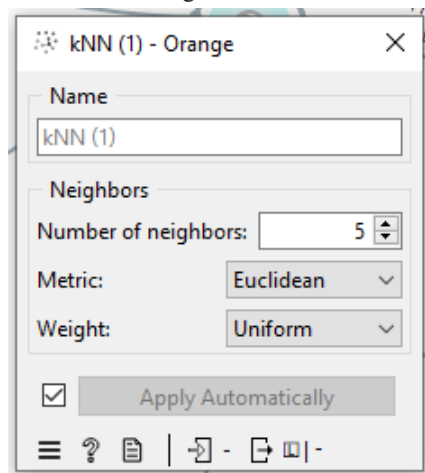 kNN (1) - Orange
Name
kNN (1)
Neighbors
Number of neighbors: 5
Metric: Euclidean
Weight: Uniform
Apply Automatically
? | - | -